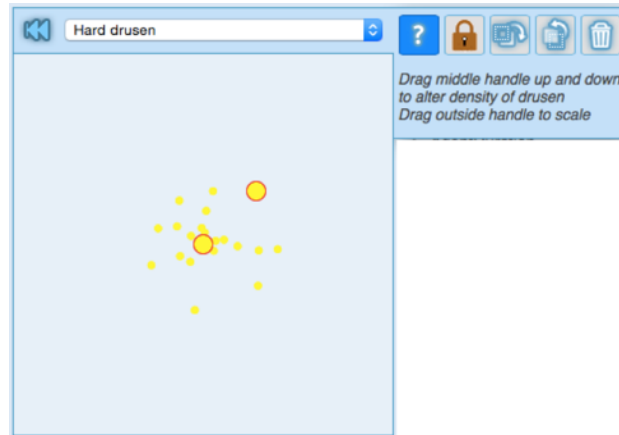 Hard drusen
?
Drag middle handle up and down
to alter density of drusen
Drag outside handle to scale